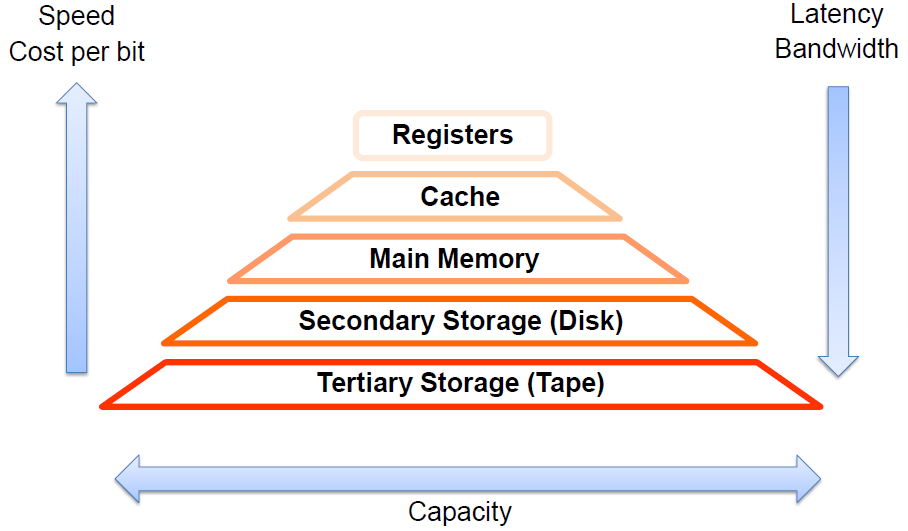 Speed
Cost per bit
Latency
Bandwidth
Registers
Cache
Main Memory
Secondary Storage (Disk)
Tertiary Storage (Tape)
Capacity